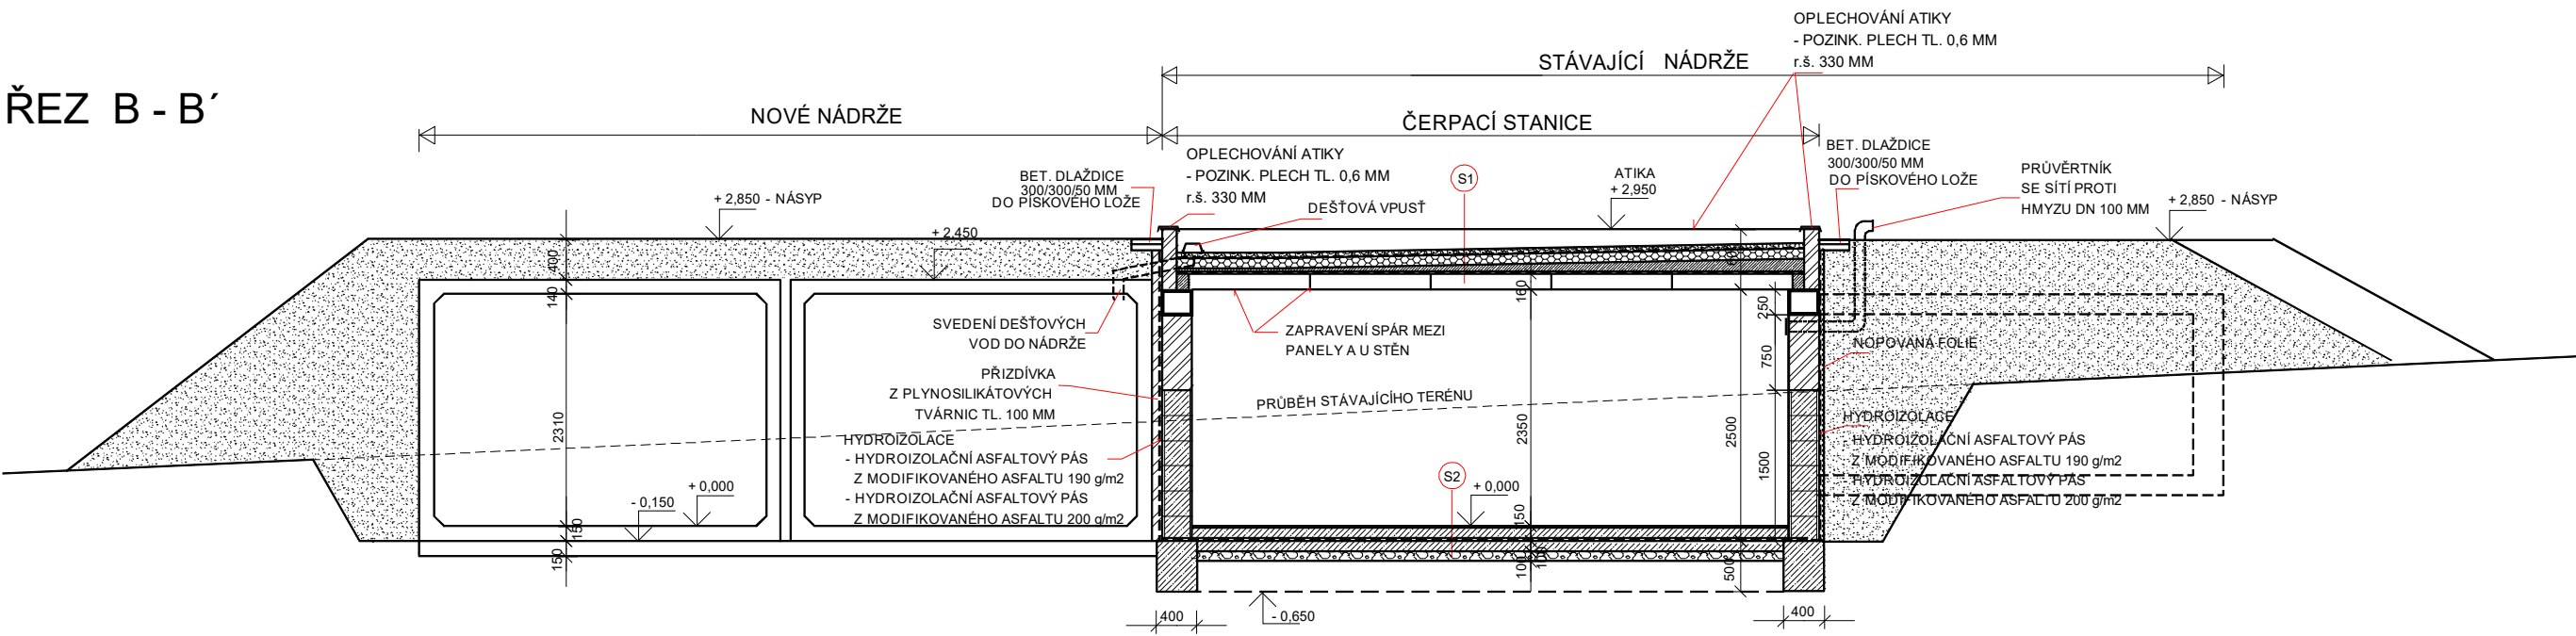 ŘEZ B - B´
NOVÉ NÁDRŽE
STÁVAJÍCÍ NÁDRŽE
ČERPACÍ STANICE
OPLECHOVÁNÍ ATIKY
- POZINK. PLECH TL. 0,6 MM
r.š. 330 MM
OPLECHOVÁNÍ ATIKY
- POZINK. PLECH TL. 0,6 MM
r.š. 330 MM
BET. DLAŽDICE
300/300/50 MM
DO PÍSKOVÉHO LOŽE
DEŠŤOVÁ VPUSŤ
S1
ATIKA
+ 2,950
BET. DLAŽDICE
300/300/50 MM
DO PÍSKOVÉHO LOŽE
PRŮVĚRTNÍK
SE SÍTÍ PROTI
HMYZU DN 100 MM
+ 2,850 - NÁSYP
+ 2,850 - NÁSYP
+ 2,450
400
140
2310
150
150
SVEDENÍ DEŠŤOVÝCH
VOD DO NÁDRŽE
PŘIZDÍVKA
Z PLYNOSILIKÁTOVÝCH
TVÁRNIC TL. 100 MM
HYDROIZOLACE
- HYDROIZOLAČNÍ ASFALTOVÝ PÁS
Z MODIFIKOVANÉHO ASFALTU 190 g/m2
- HYDROIZOLAČNÍ ASFALTOVÝ PÁS
Z MODIFIKOVANÉHO ASFALTU 200 g/m2
- 0,150
+ 0,000
ZAPRAVENÍ SPÁR MEZI
PANELY A U STĚN
PRŮBĚH STÁVAJÍCÍHO TERÉNU
S2
+ 0,000
160
2350
150
100
100
600
2500
500
250
750
1500
NOPOVANÁ FOLIE
HYDROIZOLACE
- HYDROIZOLAČNÍ ASFALTOVÝ PÁS
Z MODIFIKOVANÉHO ASFALTU 190 g/m2
- HYDROIZOLAČNÍ ASFALTOVÝ PÁS
Z MODIFIKOVANÉHO ASFALTU 200 g/m2
400
- 0,650
400